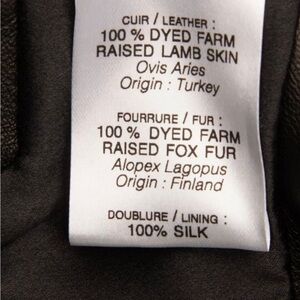 CUIR / LEATHER :
100 % DYED FARM
RAISED LAMB SKIN
Ovis Aries
Origin : Turkey
FOURRURE / FUR :
100 % DYED FARM
RAISED FOX FUR
Alopex Lagopus
Origin : Finland
DOUBLURE / LINING :
100% SILK